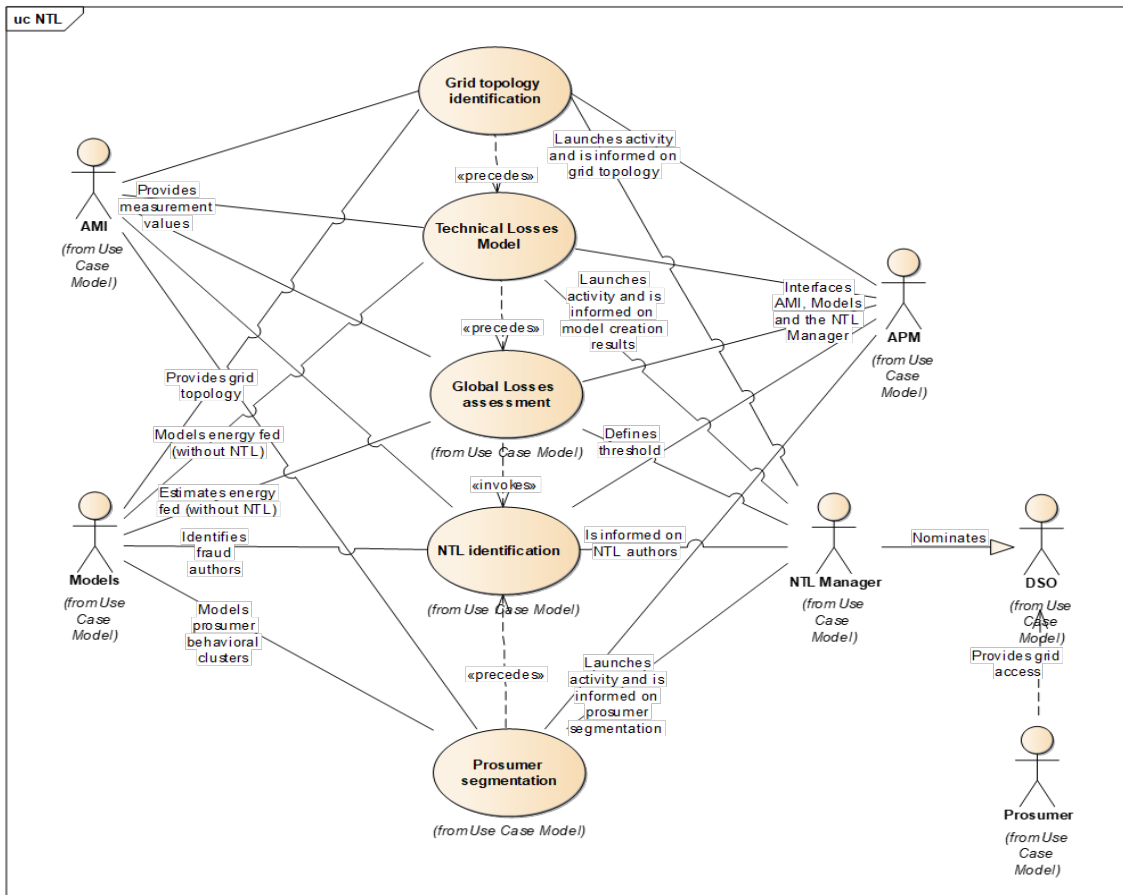 uc NTL
Grid topology
identification
Launches activity
and is informed on
grid topology
«precedes»
Provides
measurement
values
AMI
(from Use
Case
Model)
Technical Losses
Model
Launches
activity and is
informed on
model creation
results
Interfaces
AMI, Models
and the NTL
Manager
APM
(from Use
Case
Model)
«precedes»
Provides grid
topology
Global Losses
assessment
(from Use Case Model)
Models energy fed
(without NTL)
Defines
threshold
«invokes»
Estimates energy
fed (without NTL)
Identifies
fraud
authors
NTL identification
(from Use Case Model)
Is informed on
NTL authors
Models
(from Use
Case
Model)
NTL Manager
(from Use
Case
Model)
Nominates
DSO
(from Use
Case
Model)
Provides grid
access
Models
prosumer
behavioral
clusters
«precedes»
Launches
activity and is
informed on
prosumer
segmentation
Prosumer
segmentation
(from Use Case Model)
Prosumer
(from Use
Case
Model)